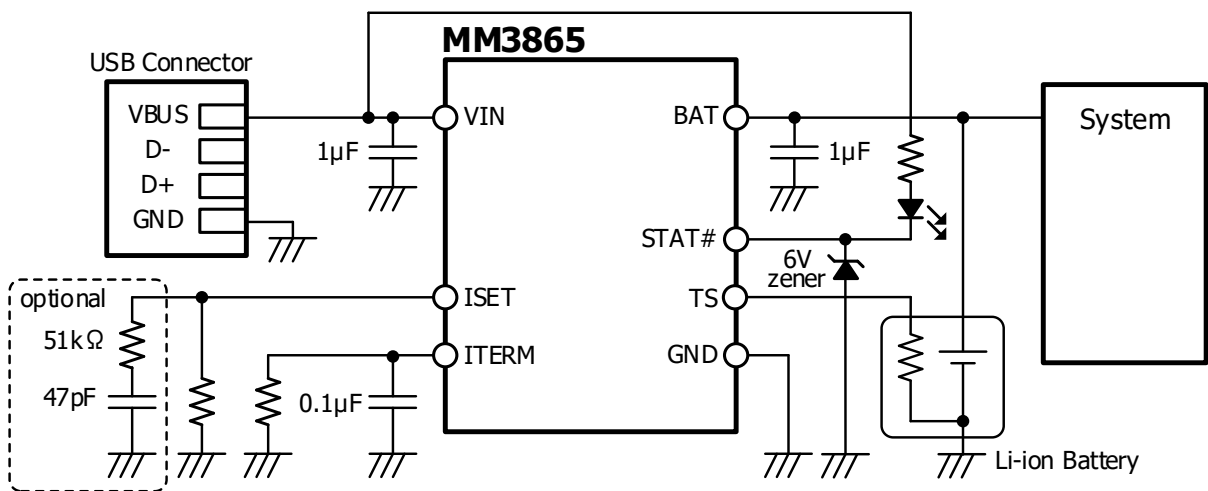 MM3865
USB Connector
VBUS
D-
D+
GND
1µF
VIN
BAT
1µF
System
STAT#
6V
zener
optional
51kΩ
47pF
ISET
ITERM
0.1µF
TS
GND
Li-ion Battery